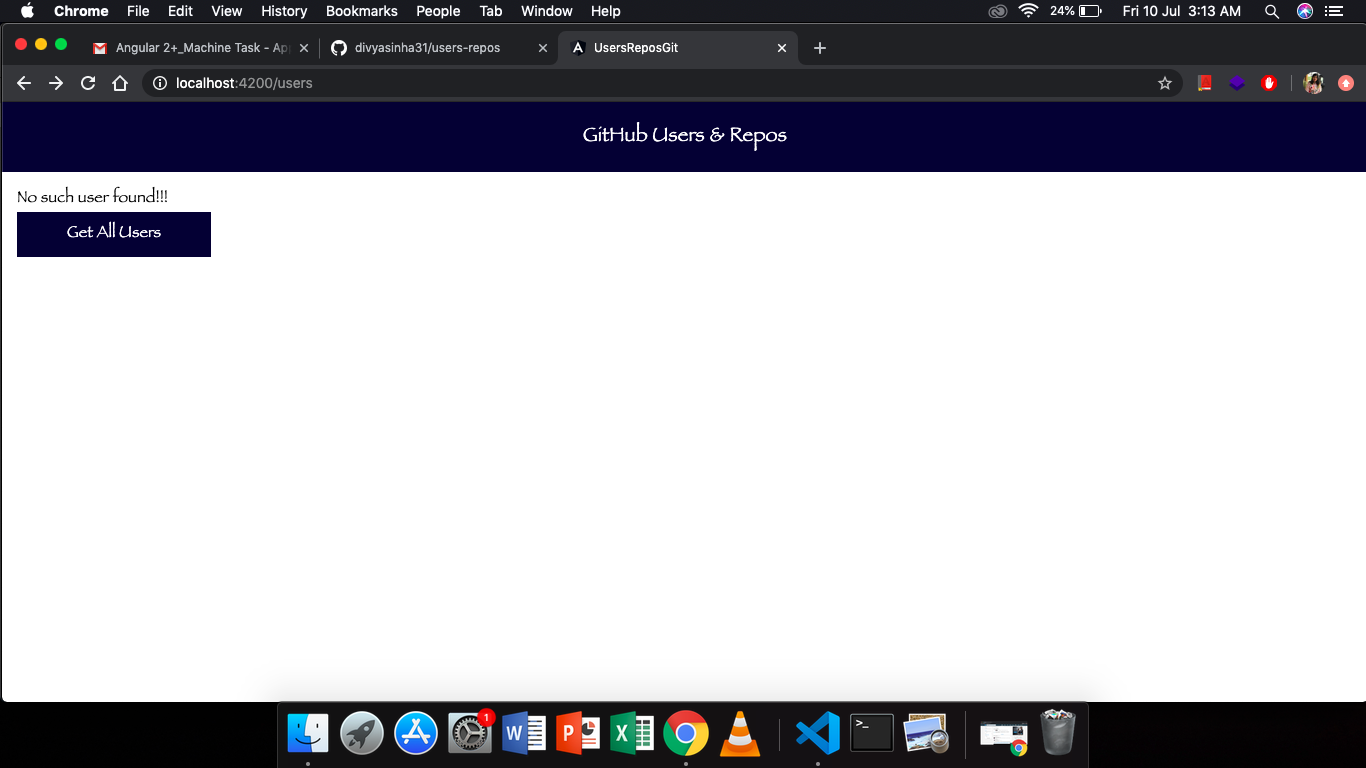 Chrome File Edit View History Bookmarks People Tab Window Help 24% Fri 10 Jul 3:13 AM
Angular 2+_Machine Task - Ap divyasinha31/users-repos UsersReposGit
localhost:4200/users
GitHub Users & Repos
No such user found!!!
Get All Users
1
W P X >_